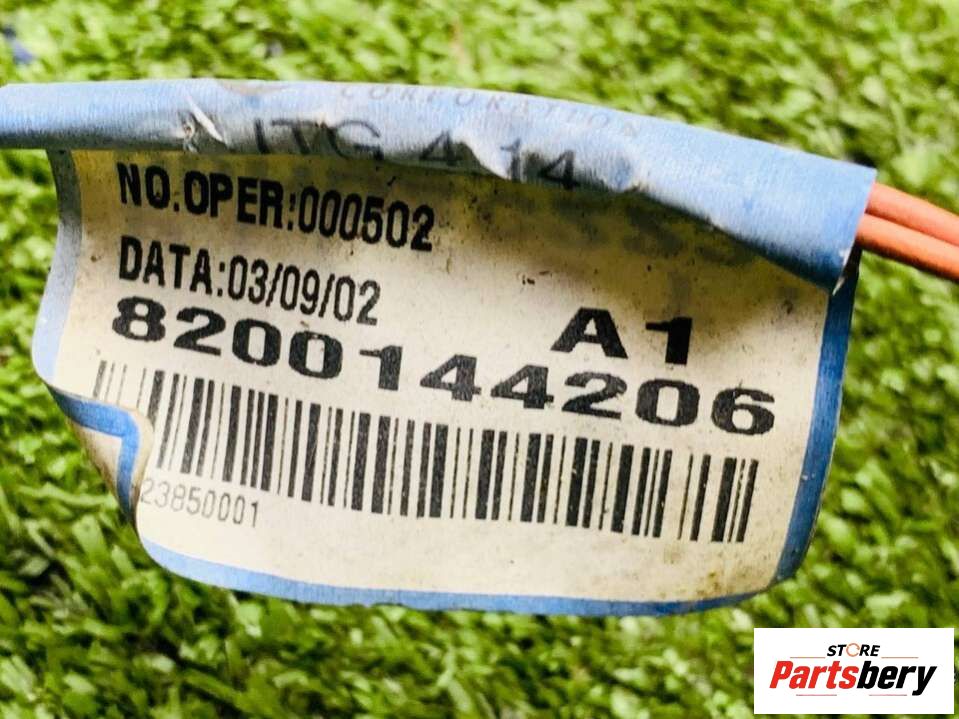 CORPORATION
ITG 4.14
NO.OPER:000502
DATA:03/09/02
A1
8200144206
23850001
STORE
Partsbery